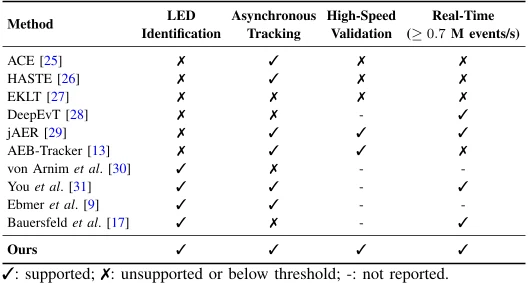 Method LED Identification Asynchronous Tracking High-Speed Validation Real-Time (≥ 0.7 M events/s)
ACE [25] ✗ ✓ ✗ ✗
HASTE [26] ✗ ✓ ✗ ✗
EKLT [27] ✗ ✗ ✗ ✗
DeepEvT [28] ✗ ✗ - ✓
jAER [29] ✗ ✓ ✓ ✓
AEB-Tracker [13] ✗ ✓ ✓ ✗
von Arnim et al. [30] ✓ ✗ - -
You et al. [31] ✓ ✓ - ✓
Ebmer et al. [9] ✓ ✓ - -
Bauersfeld et al. [17] ✓ ✗ - ✓
Ours ✓ ✓ ✓ ✓
✓: supported; ✗: unsupported or below threshold; -: not reported.